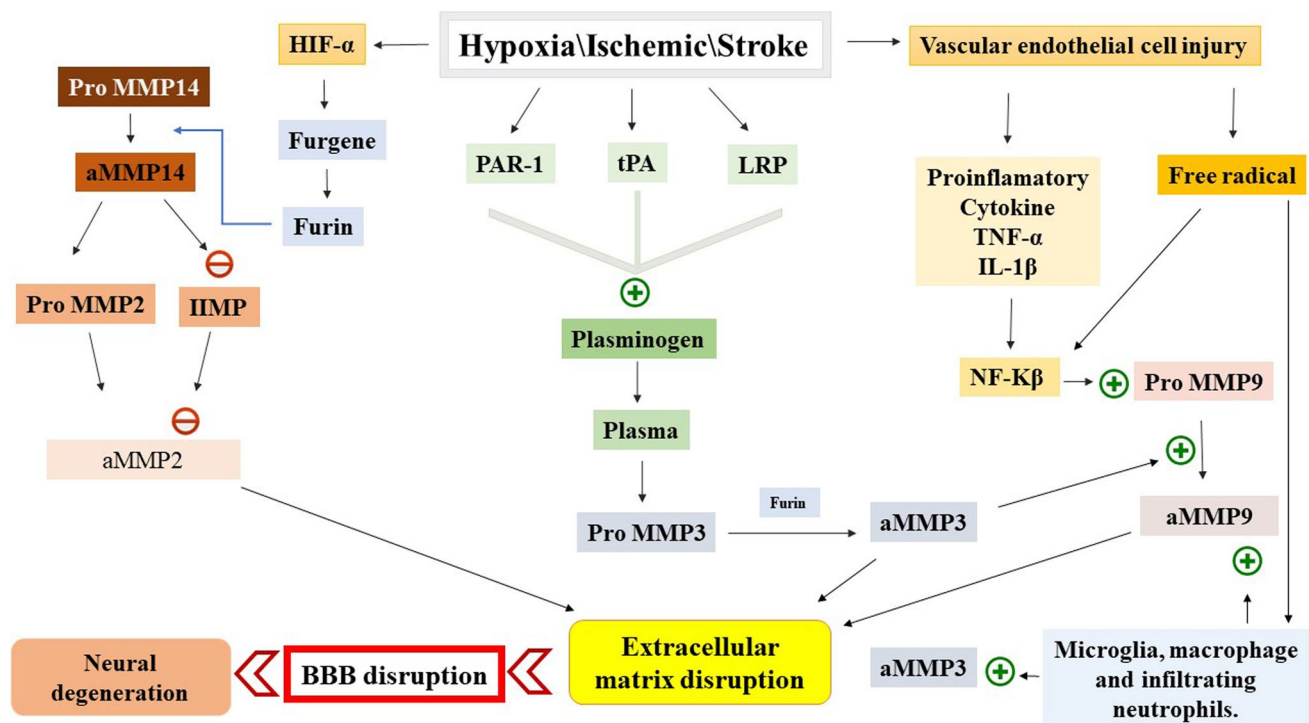 HIF-α
Hypoxia\Ischemic\Stroke
Vascular endothelial cell injury
Pro MMP14
Furgene
aMMP14
PAR-1
tPA
LRP
Proinflamatory
Cytokine
TNF-α
IL-1β
Free radical
Furin
Pro MMP2
IIMP
Plasminogen
NF-Kβ
Pro MMP9
Plasma
aMMP2
Furin
Pro MMP3
aMMP3
aMMP9
Neural
degeneration
BBB disruption
Extracellular
matrix disruption
aMMP3
Microglia, macrophage
and infiltrating
neutrophils.